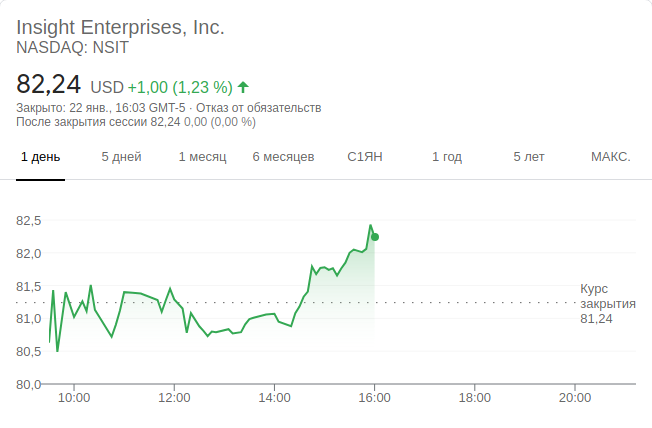 Insight Enterprises, Inc.
NASDAQ: NSIT
82,24 USD +1,00 (1,23 %)
Закрыто: 22 янв., 16:03 GMT-5 · Отказ от обязательств
После закрытия сессии 82,24 0,00 (0,00 %)
1 день 5 дней 1 месяц 6 месяцев С1ЯН 1 год 5 лет МАКС.
82,5
82,0
81,5
81,0
80,5
80,0
Курс
закрытия
81,24
10:00 12:00 14:00 16:00 18:00 20:00